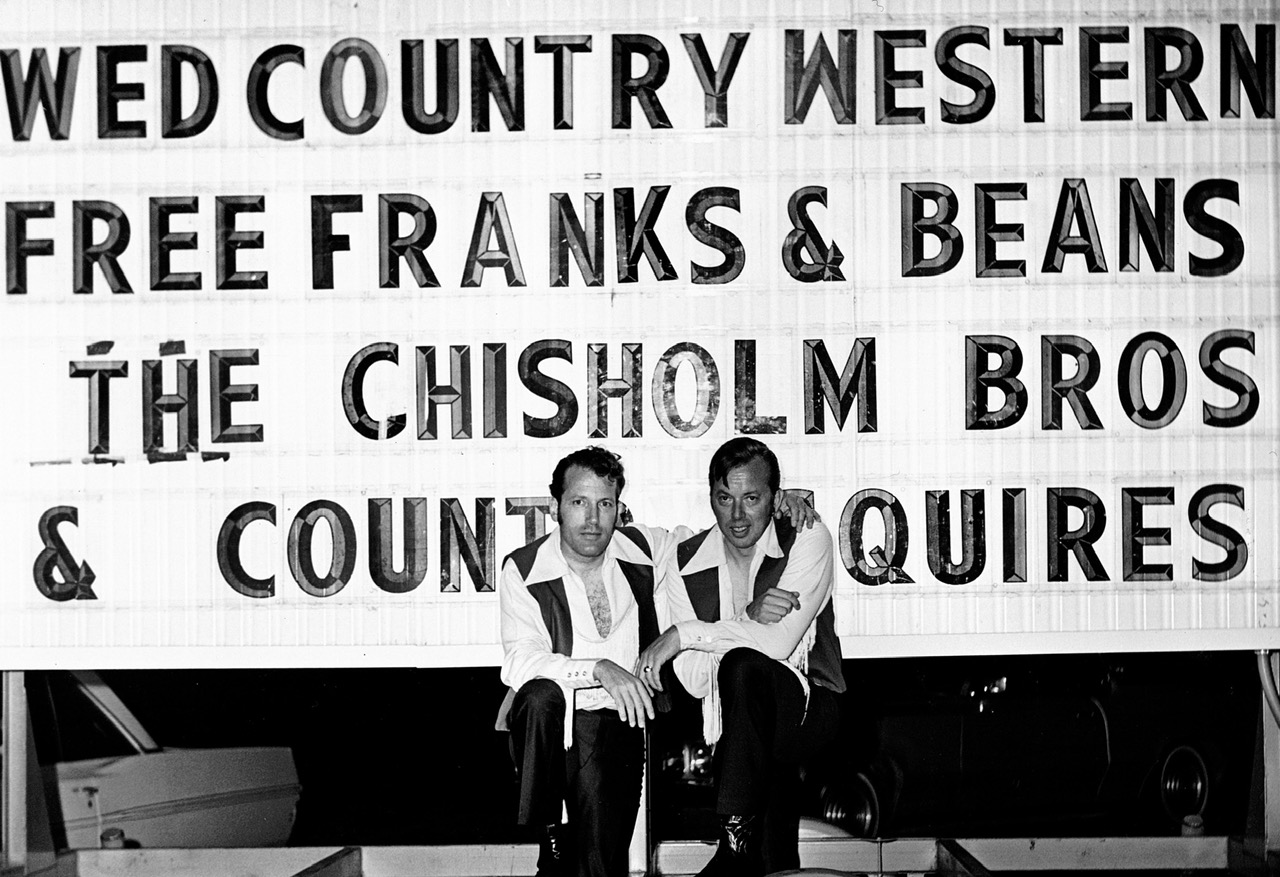 WED COUNTRY WESTERN
FREE FRANKS & BEANS
THE CHISHOLM BROS
& COUNT QUIRES